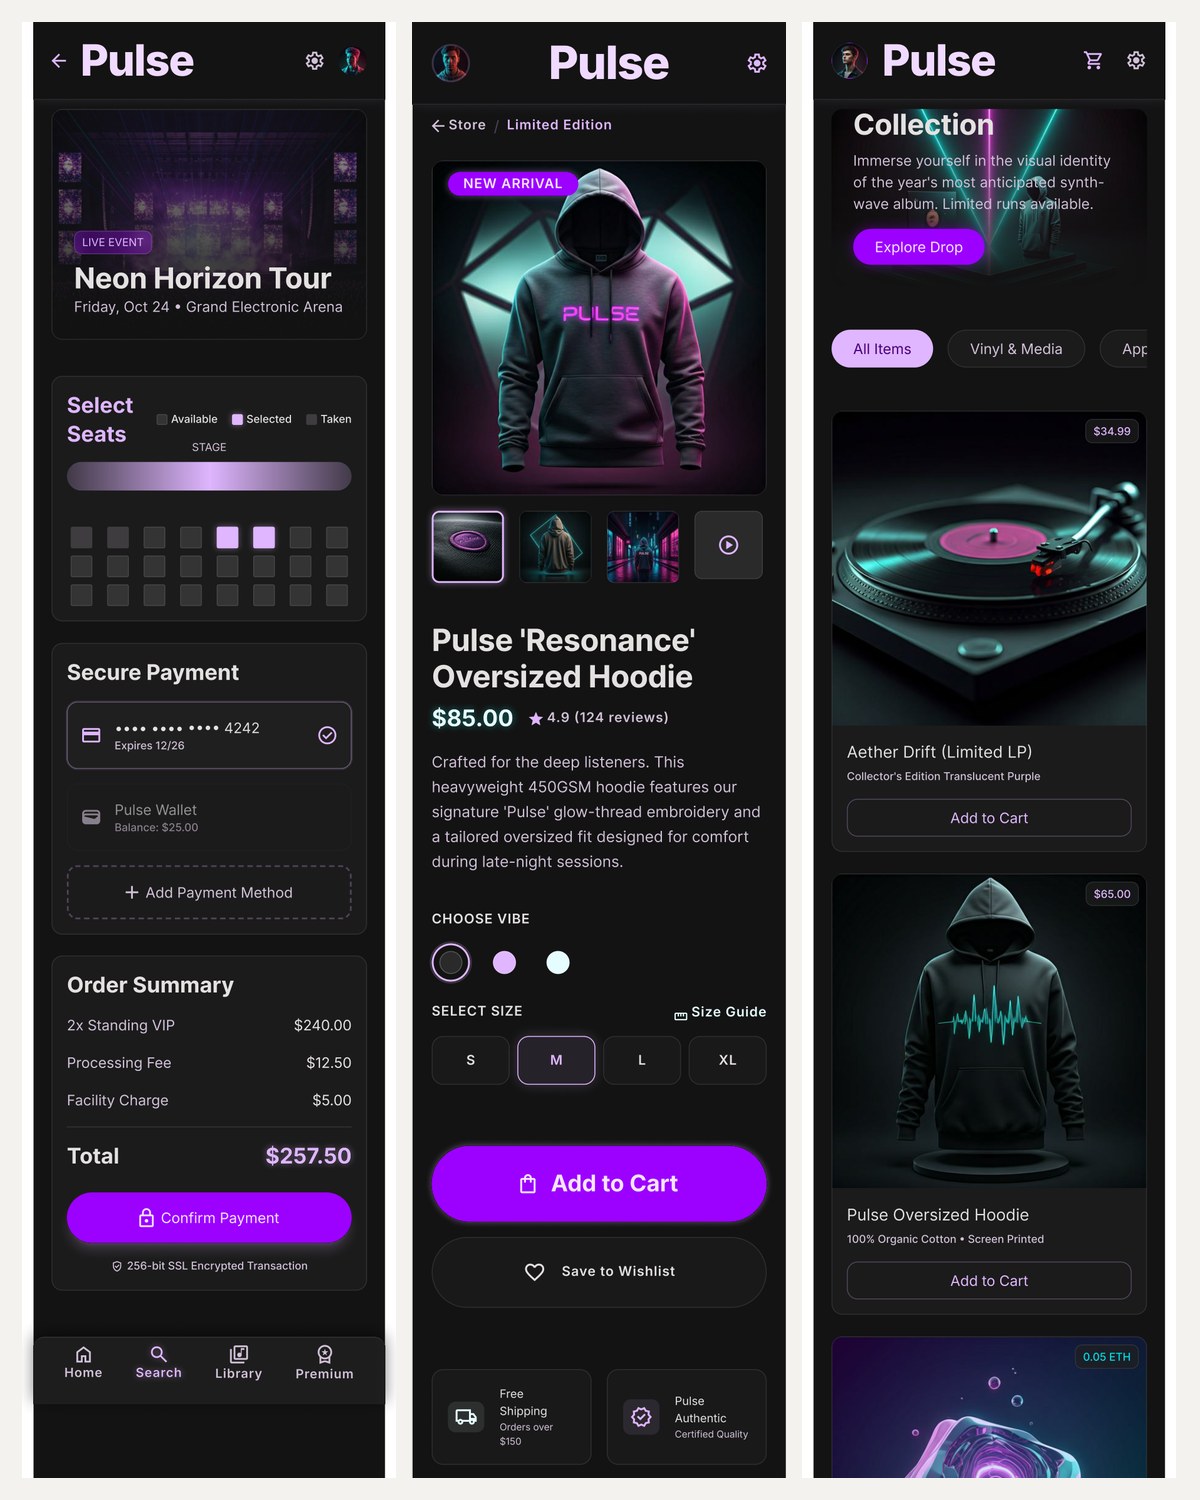 Pulse
LIVE EVENT
Neon Horizon Tour
Friday, Oct 24 • Grand Electronic Arena
Select
Seats
Available
Selected
Taken
STAGE
Secure Payment
•••• •••• •••• 4242
Expires 12/26
Pulse Wallet
Balance: $25.00
Add Payment Method
Order Summary
2x Standing VIP $240.00
Processing Fee $12.50
Facility Charge $5.00
Total $257.50
Confirm Payment
256-bit SSL Encrypted Transaction
Home Search Library Premium
Pulse
Store / Limited Edition
NEW ARRIVAL
PULSE
Pulse 'Resonance'
Oversized Hoodie
$85.00 4.9 (124 reviews)
Crafted for the deep listeners. This
heavyweight 450GSM hoodie features our
signature 'Pulse' glow-thread embroidery and
a tailored oversized fit designed for comfort
during late-night sessions.
CHOOSE VIBE
SELECT SIZE Size Guide
S M L XL
Add to Cart
Save to Wishlist
Free
Shipping
Orders over
$150
Pulse
Authentic
Certified Quality
Pulse
Collection
Immerse yourself in the visual identity
of the year's most anticipated synth-
wave album. Limited runs available.
Explore Drop
All Items Vinyl & Media App
$34.99
Aether Drift (Limited LP)
Collector's Edition Translucent Purple
Add to Cart
$65.00
Pulse Oversized Hoodie
100% Organic Cotton • Screen Printed
Add to Cart
0.05 ETH